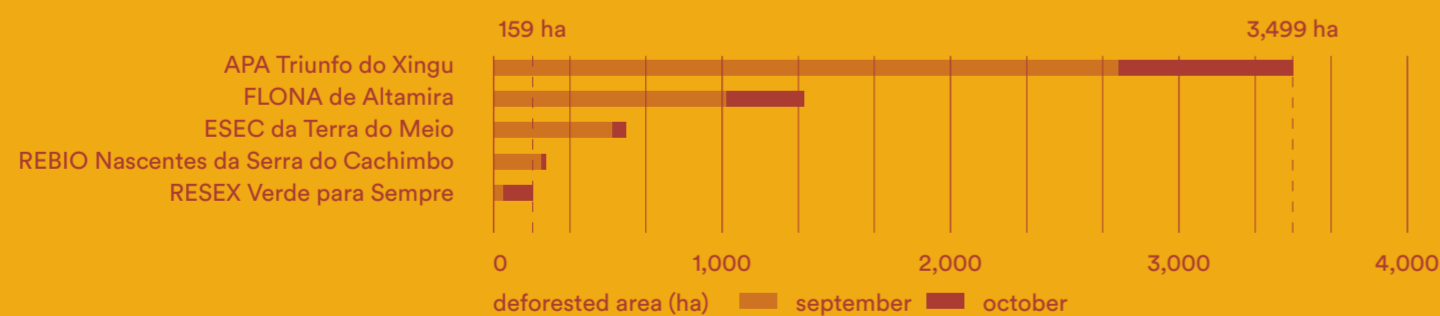 159 ha 3,499 ha
APA Triunfo do Xingu
FLONA de Altamira
ESEC da Terra do Meio
REBIO Nascentes da Serra do Cachimbo
RESEX Verde para Sempre
0 1,000 2,000 3,000 4,000
deforested area (ha) september october